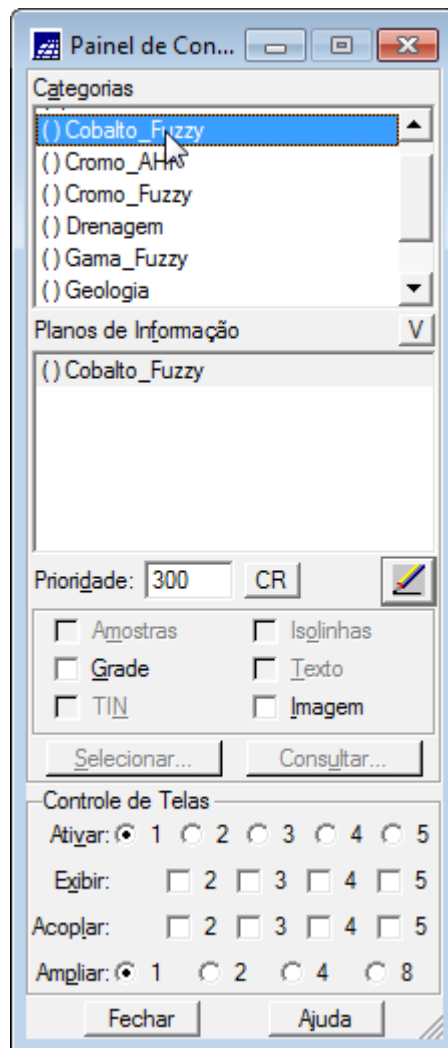 Painel de Con...
Categorias
( ) Cobalto_Fuzzy
( ) Cromo_AHP
( ) Cromo_Fuzzy
( ) Drenagem
( ) Gama_Fuzzy
( ) Geologia
Planos de Informação V
( ) Cobalto_Fuzzy
Prioridade: 300 CR
Amostras Isolinhas
Grade Texto
TIN Imagem
Selecionar... Consultar...
Controle de Telas
Ativar: 1 2 3 4 5
Exibir: 2 3 4 5
Acoplar: 2 3 4 5
Ampliar: 1 2 4 8
Fechar Ajuda